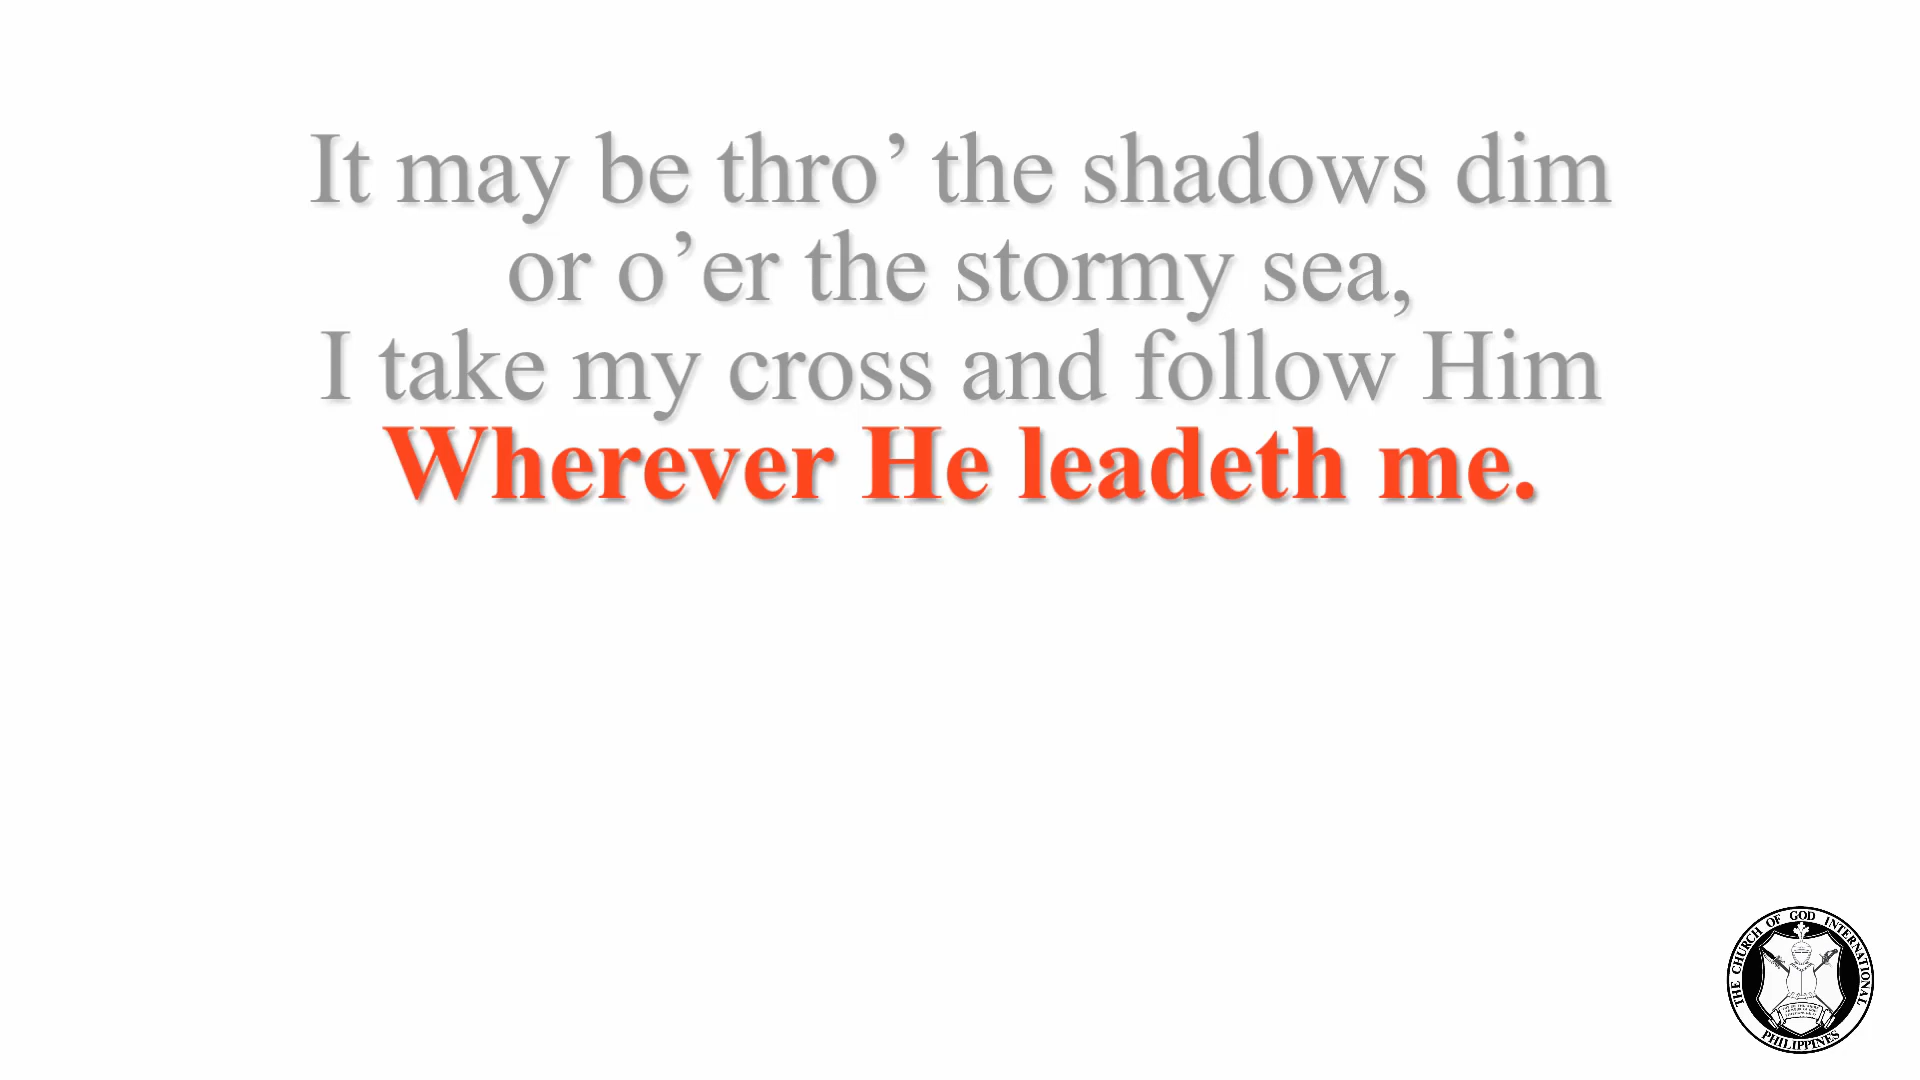 It may be thro’ the shadows dim
or o’er the stormy sea,
I take my cross and follow Him
Wherever He leadeth me.
THE CHURCH OF GOD INTERNATIONAL
PHILIPPINES